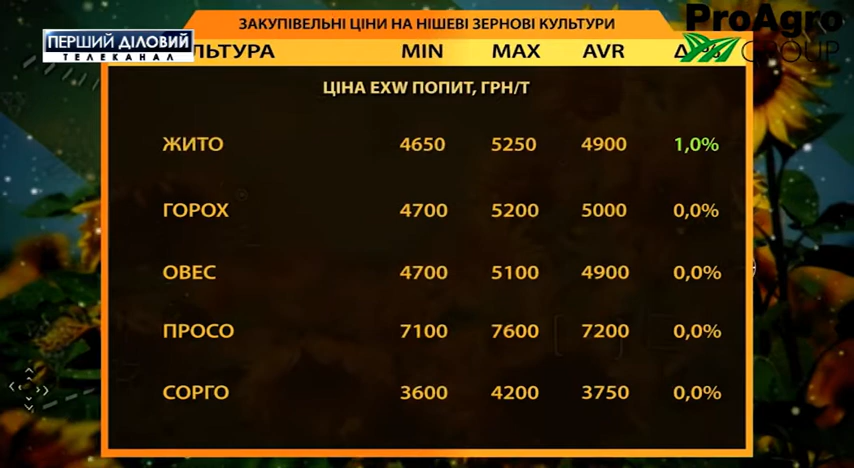 ЗАКУПІВЕЛЬНІ ЦІНИ НА НІШЕВІ ЗЕРНОВІ КУЛЬТУРИ
ProAgro
GROUP
ПЕРШИЙ ДІЛОВИЙ
ТЕЛЕКАНАЛ
MIN MAX AVR
ЦІНА EXW ПОПИТ, ГРН/Т
ЖИТО 4650 5250 4900 1,0%
ГОРОХ 4700 5200 5000 0,0%
ОВЕС 4700 5100 4900 0,0%
ПРОСО 7100 7600 7200 0,0%
СОРГО 3600 4200 3750 0,0%